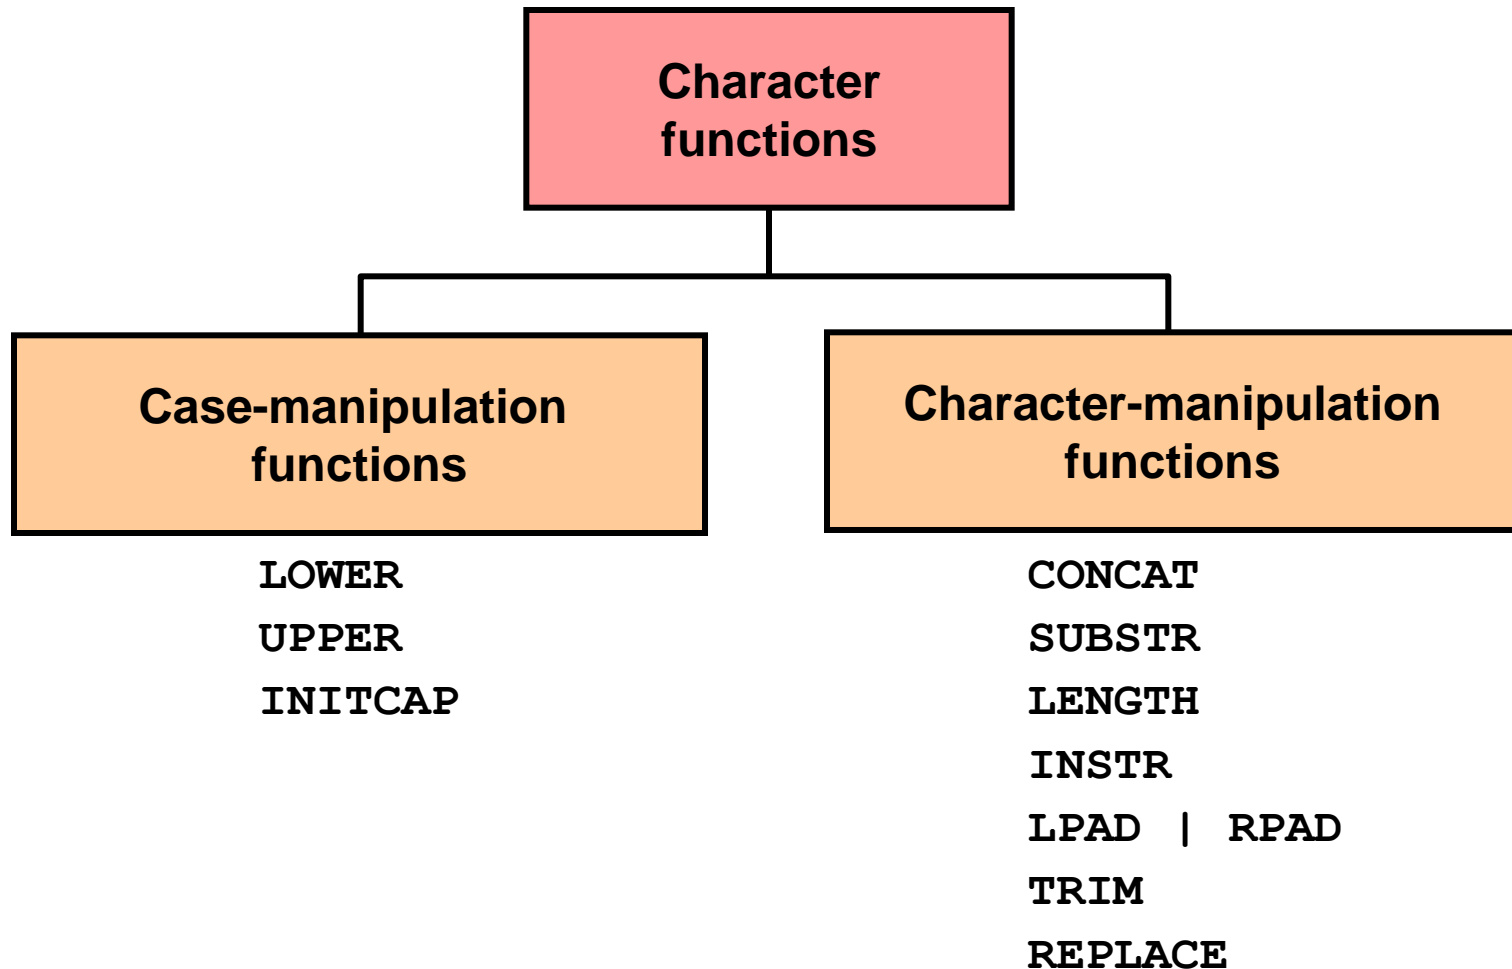 Character
functions
Case-manipulation
functions
Character-manipulation
functions
LOWER
UPPER
INITCAP
CONCAT
SUBSTR
LENGTH
INSTR
LPAD | RPAD
TRIM
REPLACE